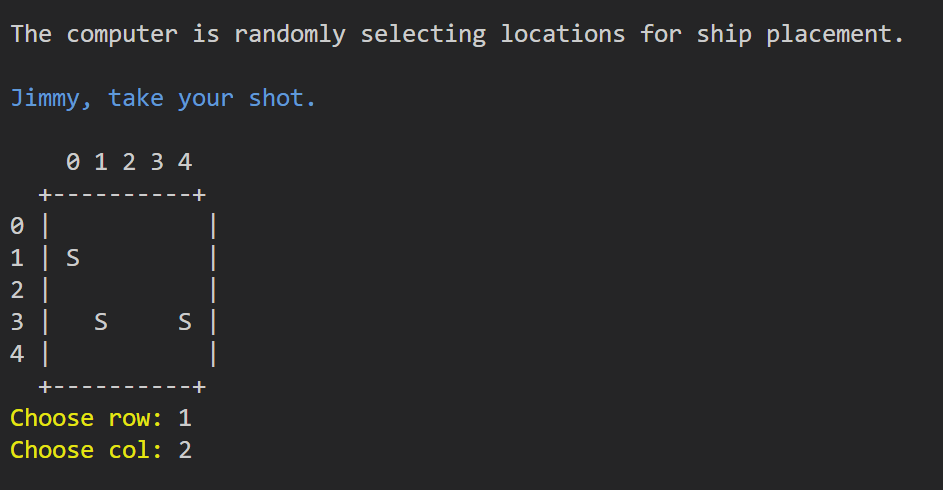 The computer is randomly selecting locations for ship placement.
Jimmy, take your shot.
    0 1 2 3 4
  +----------+
0 |           |
1 | S         |
2 |           |
3 |   S     S |
4 |           |
  +----------+
Choose row: 1
Choose col: 2